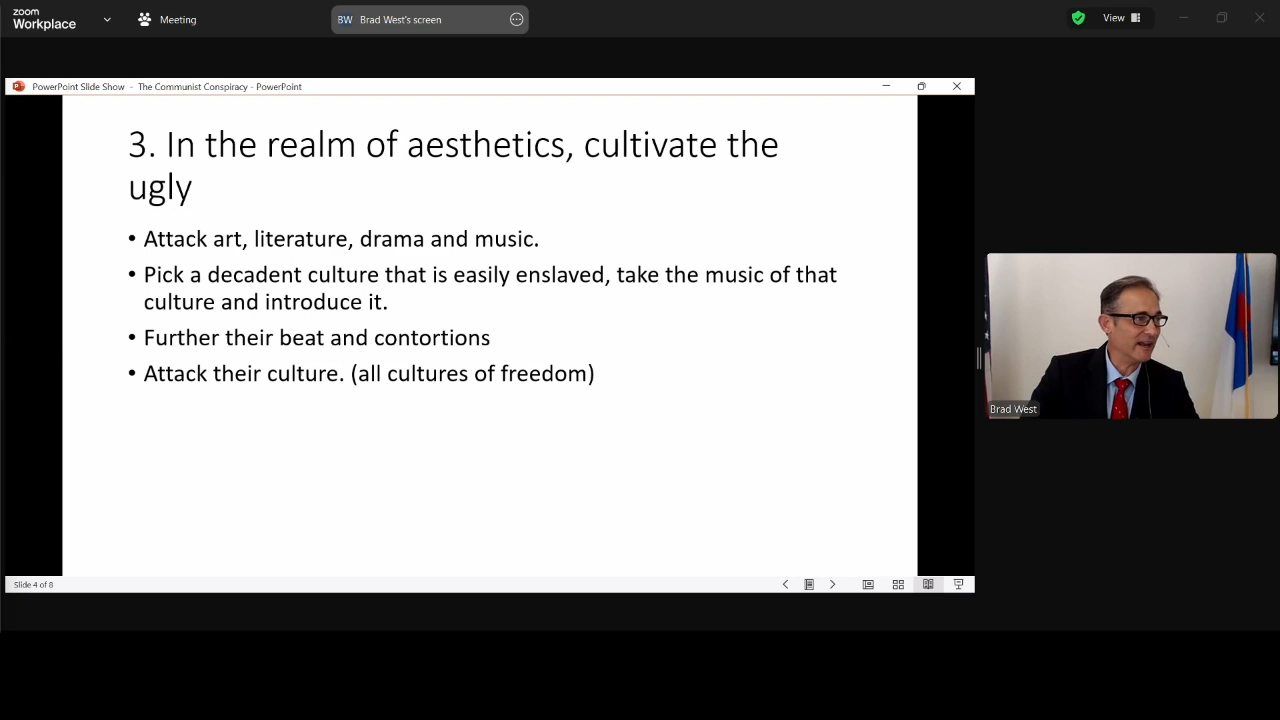 zoom
Workplace
Meeting
BW Brad West's screen
View
PowerPoint Slide Show - The Communist Conspiracy - PowerPoint
3. In the realm of aesthetics, cultivate the
ugly
• Attack art, literature, drama and music.
• Pick a decadent culture that is easily enslaved, take the music of that
culture and introduce it.
• Further their beat and contortions
• Attack their culture. (all cultures of freedom)
Brad West
Slide 4 of 8